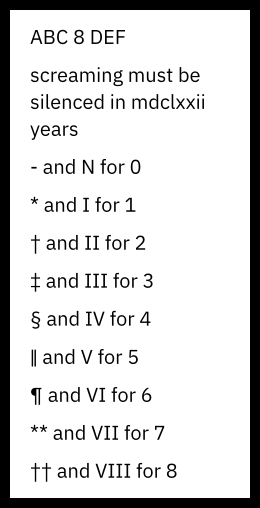 ABC 8 DEF
screaming must be
silenced in mdclxxii
years
- and N for 0
* and I for 1
† and II for 2
‡ and III for 3
§ and IV for 4
‖ and V for 5
¶ and VI for 6
** and VII for 7
†† and VIII for 8